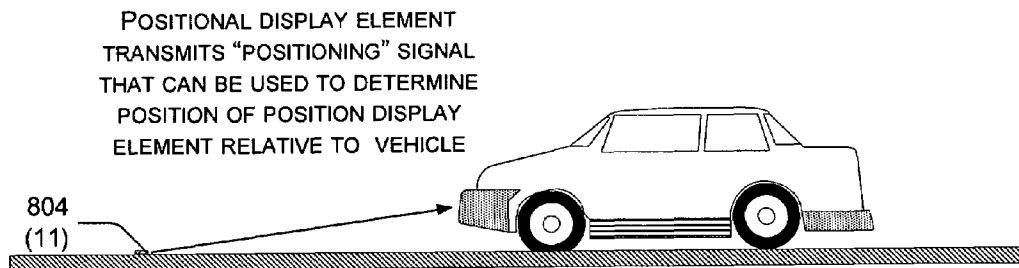 POSITIONAL DISPLAY ELEMENT
TRANSMITS “POSITIONING” SIGNAL
THAT CAN BE USED TO DETERMINE
POSITION OF POSITION DISPLAY
ELEMENT RELATIVE TO VEHICLE
804
(11)